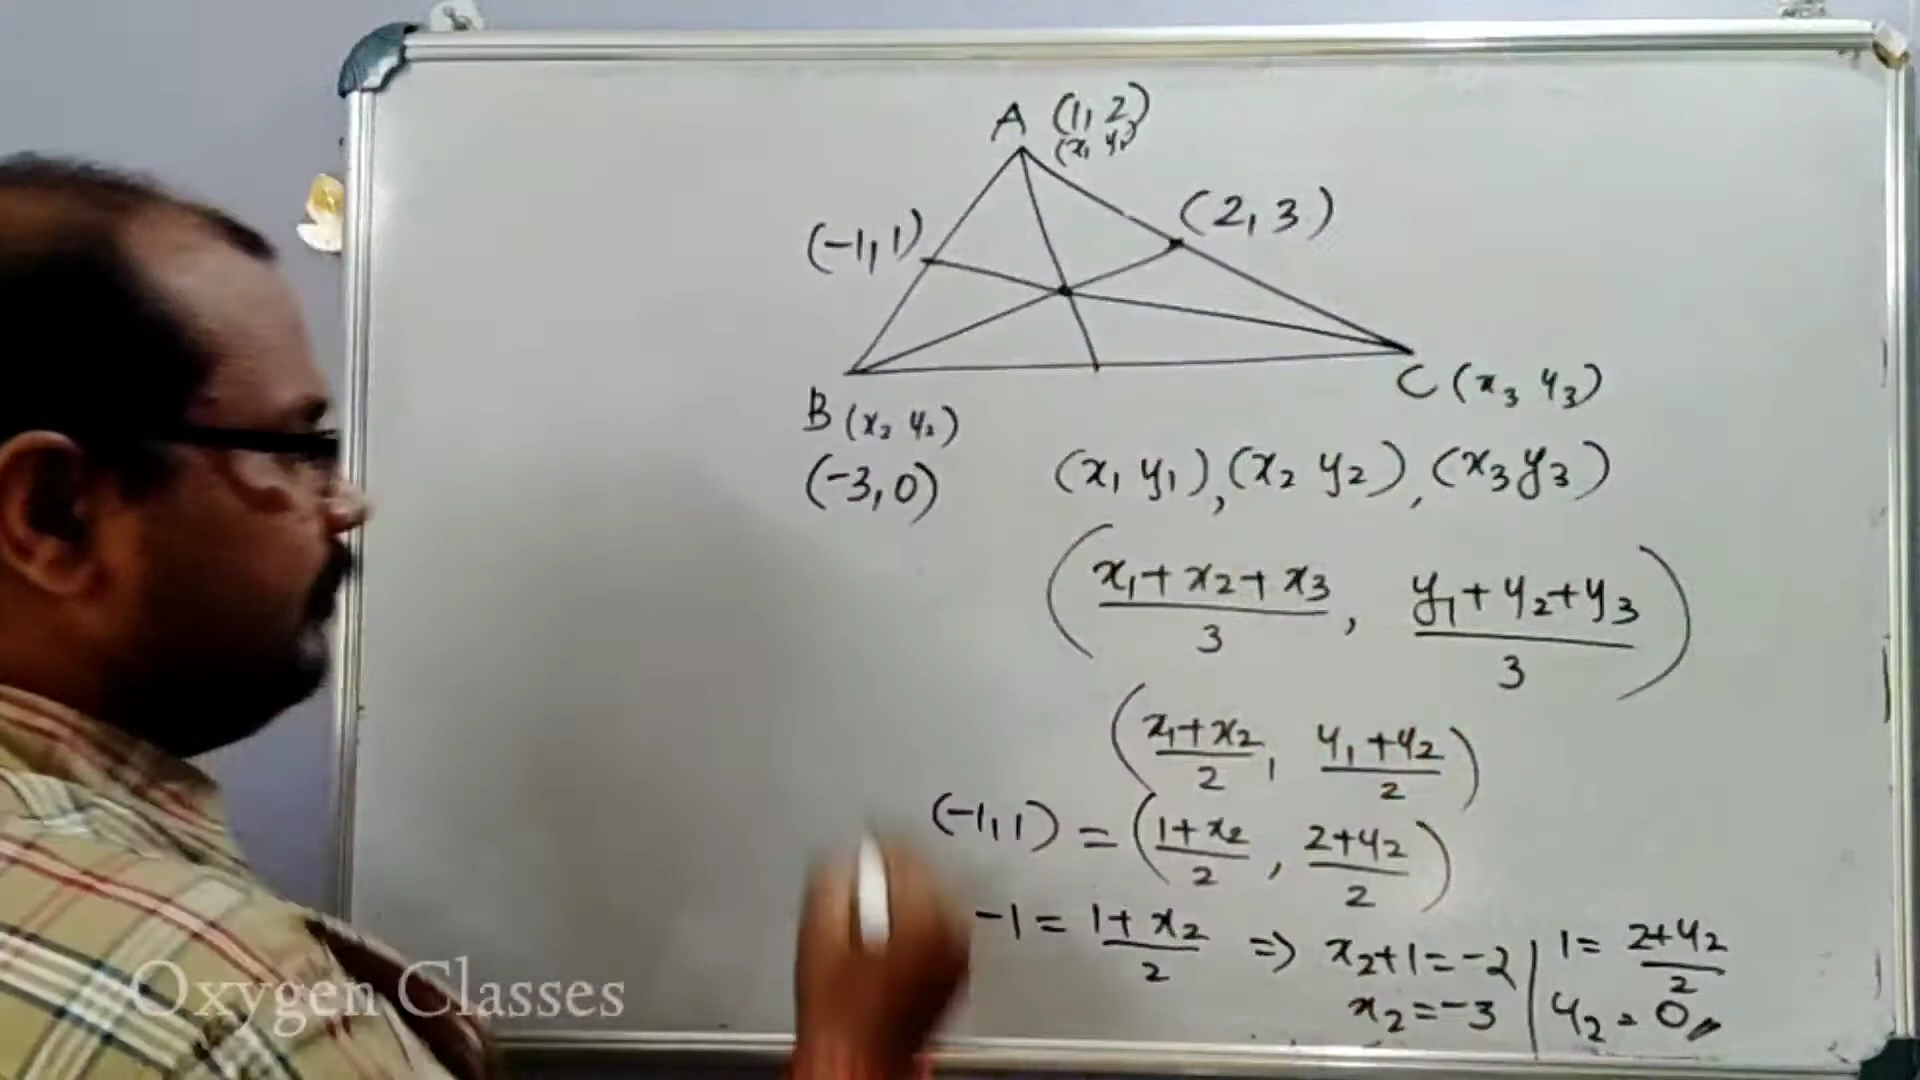 A (1, 2)
(x₁ y₁)
(2, 3)
(-1, 1)
C (x₃ y₃)
B (x₂ y₂)
(-3, 0)
(x₁ y₁), (x₂ y₂), (x₃ y₃)
(x₁+x₂+x₃/3, y₁+y₂+y₃/3)
(x₁+x₂/2, y₁+y₂/2)
(-1, 1) = (1+x₂/2, 2+y₂/2)
-1 = 1+x₂/2 => x₂+1=-2 | 1= 2+y₂/2
x₂=-3 | y₂=0
Oxygen Classes